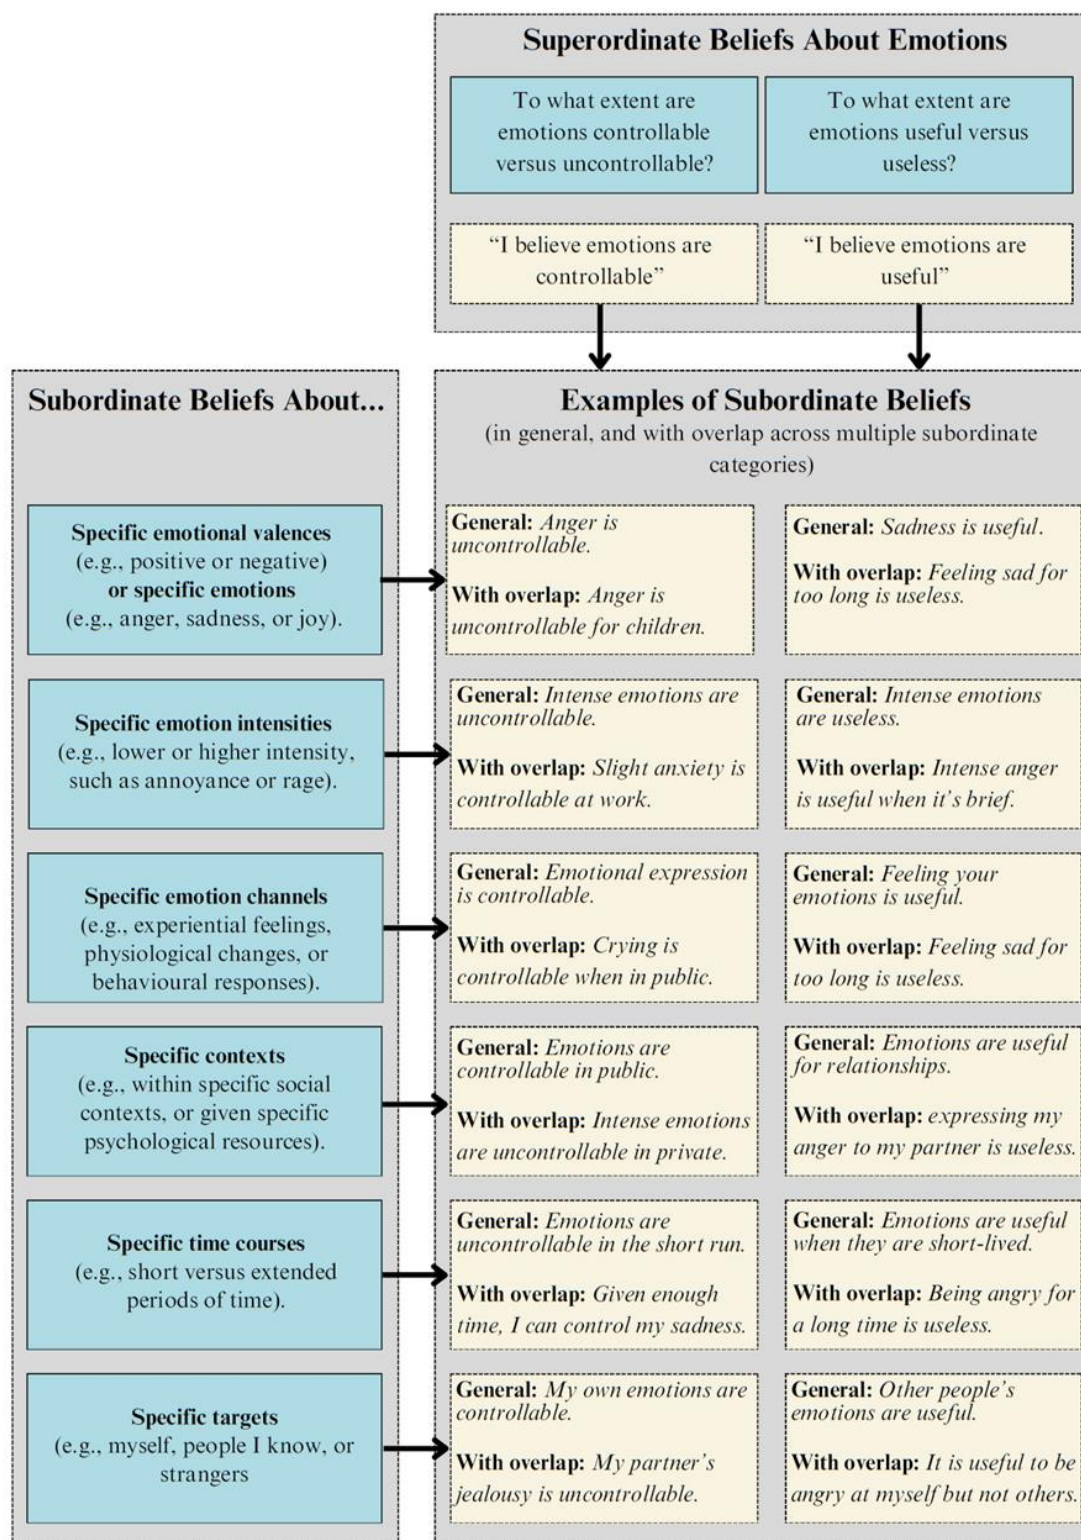 Superordinate Beliefs About Emotions
To what extent are
emotions controllable
versus uncontrollable?
To what extent are
emotions useful versus
useless?
“I believe emotions are
controllable”
“I believe emotions are
useful”
Subordinate Beliefs About...
Examples of Subordinate Beliefs
(in general, and with overlap across multiple subordinate
categories)
Specific emotional valences
(e.g., positive or negative)
or specific emotions
(e.g., anger, sadness, or joy).
General: Anger is
uncontrollable.
With overlap: Anger is
uncontrollable for children.
General: Sadness is useful.
With overlap: Feeling sad for
too long is useless.
Specific emotion intensities
(e.g., lower or higher intensity,
such as annoyance or rage).
General: Intense emotions are
uncontrollable.
With overlap: Slight anxiety is
controllable at work.
General: Intense emotions
are useless.
With overlap: Intense anger
is useful when it’s brief.
Specific emotion channels
(e.g., experiential feelings,
physiological changes, or
behavioural responses).
General: Emotional expression
is controllable.
With overlap: Crying is
controllable when in public.
General: Feeling your
emotions is useful.
With overlap: Feeling sad for
too long is useless.
Specific contexts
(e.g., within specific social
contexts, or given specific
psychological resources).
General: Emotions are
controllable in public.
With overlap: Intense emotions
are uncontrollable in private.
General: Emotions are useful
for relationships.
With overlap: expressing my
anger to my partner is useless.
Specific time courses
(e.g., short versus extended
periods of time).
General: Emotions are
uncontrollable in the short run.
With overlap: Given enough
time, I can control my sadness.
General: Emotions are useful
when they are short-lived.
With overlap: Being angry for
a long time is useless.
Specific targets
(e.g., myself, people I know, or
strangers
General: My own emotions are
controllable.
With overlap: My partner’s
jealousy is uncontrollable.
General: Other people’s
emotions are useful.
With overlap: It is useful to be
angry at myself but not others.